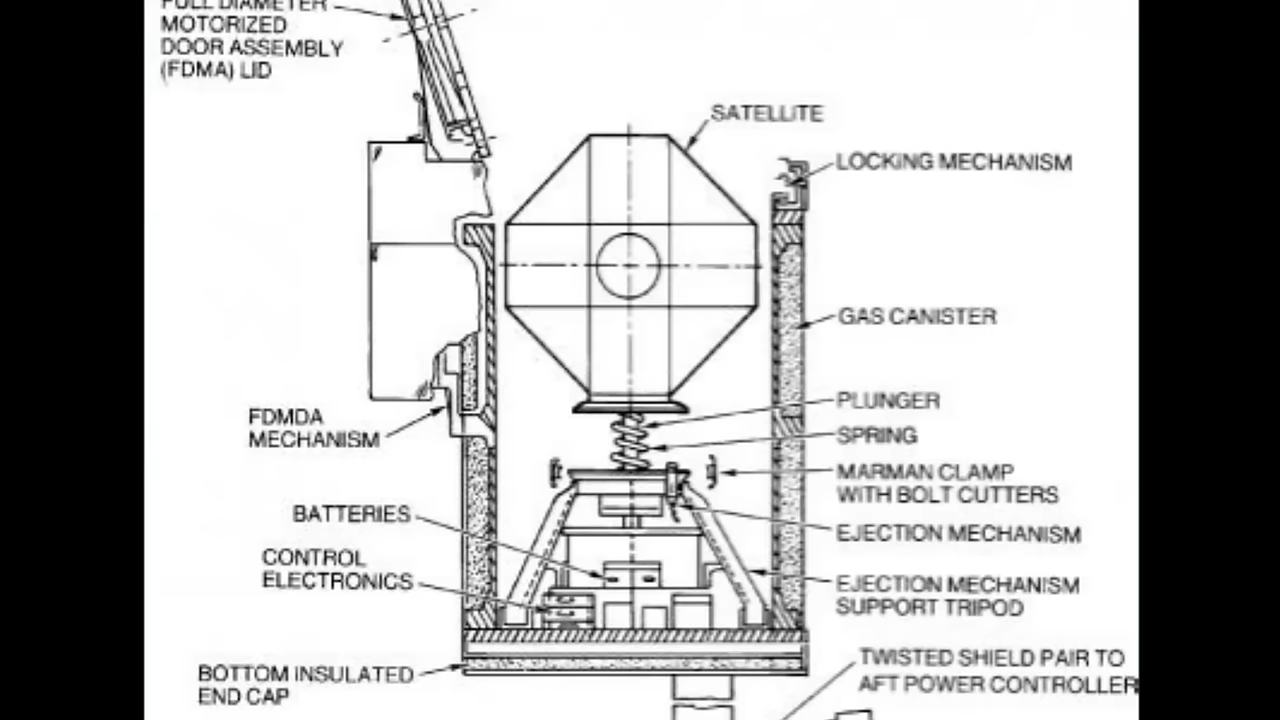 FULL DIAMETER
MOTORIZED
DOOR ASSEMBLY
(FDMA) LID
SATELLITE
LOCKING MECHANISM
GAS CANISTER
PLUNGER
SPRING
MARMAN CLAMP
WITH BOLT CUTTERS
EJECTION MECHANISM
EJECTION MECHANISM
SUPPORT TRIPOD
FDMDA
MECHANISM
BATTERIES
CONTROL
ELECTRONICS
BOTTOM INSULATED
END CAP
TWISTED SHIELD PAIR TO
AFT POWER CONTROLLER